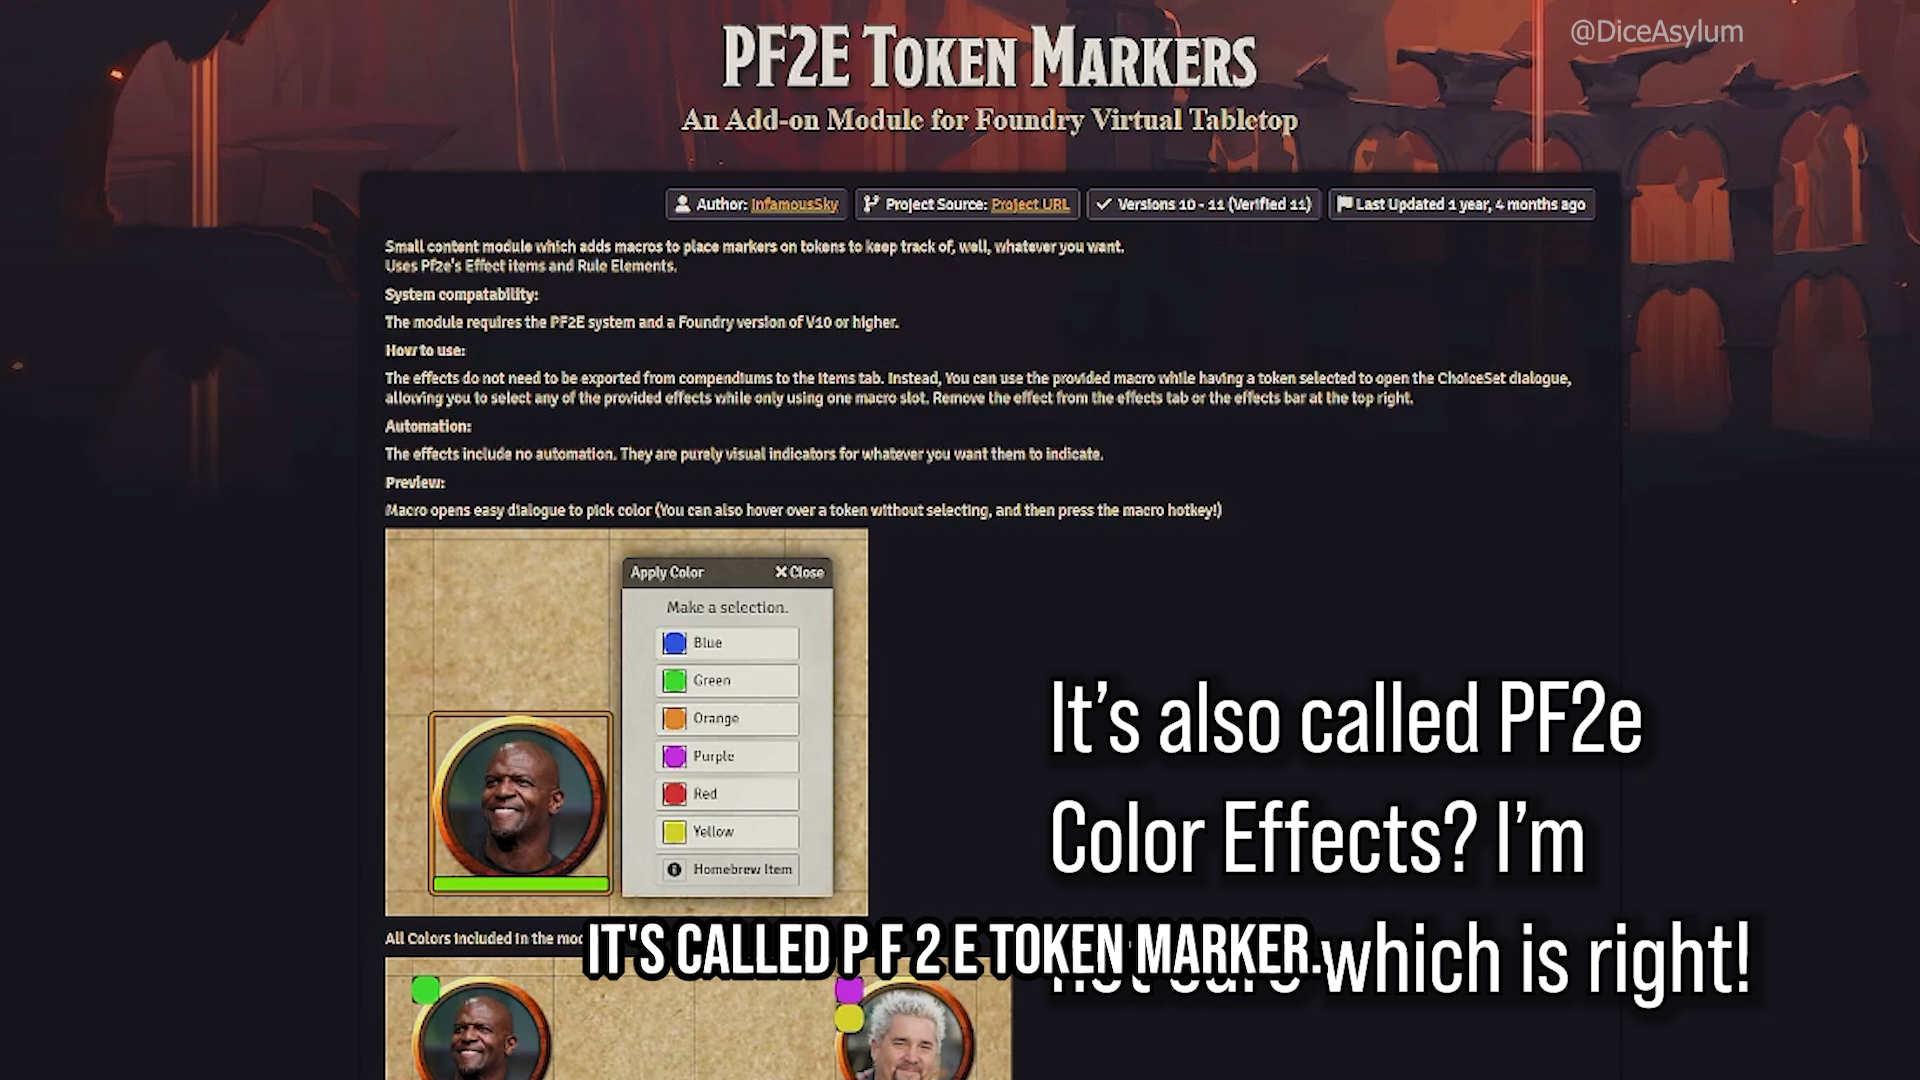 @DiceAsylum
PF2E Token Markers
An Add-on Module for Foundry Virtual Tabletop
Author: InfamousSky
Project Source: Project URL
Versions 10 - 11 (Verified 11)
Last Updated 1 year, 4 months ago
Small content module which adds macros to place markers on tokens to keep track of, well, whatever you want.
Uses Pf2e's Effect items and Rule Elements.
System compatability:
The module requires the PF2E system and a Foundry version of V10 or higher.
How to use:
The effects do not need to be exported from compendiums to the items tab. Instead, You can use the provided macro while having a token selected to open the ChoiceSet dialogue,
allowing you to select any of the provided effects while only using one macro slot. Remove the effect from the effects tab or the effects bar at the top right.
Automation:
The effects include no automation. They are purely visual indicators for whatever you want them to indicate.
Preview:
Macro opens easy dialogue to pick color (You can also hover over a token without selecting, and then press the macro hotkey!)
Apply Color
Close
Make a selection.
Blue
Green
Orange
Purple
Red
Yellow
Homebrew Item
It's also called PF2e
Color Effects? I'm
which is right!
All Colors included in the
IT'S CALLED P F 2 E TOKEN MARKER.